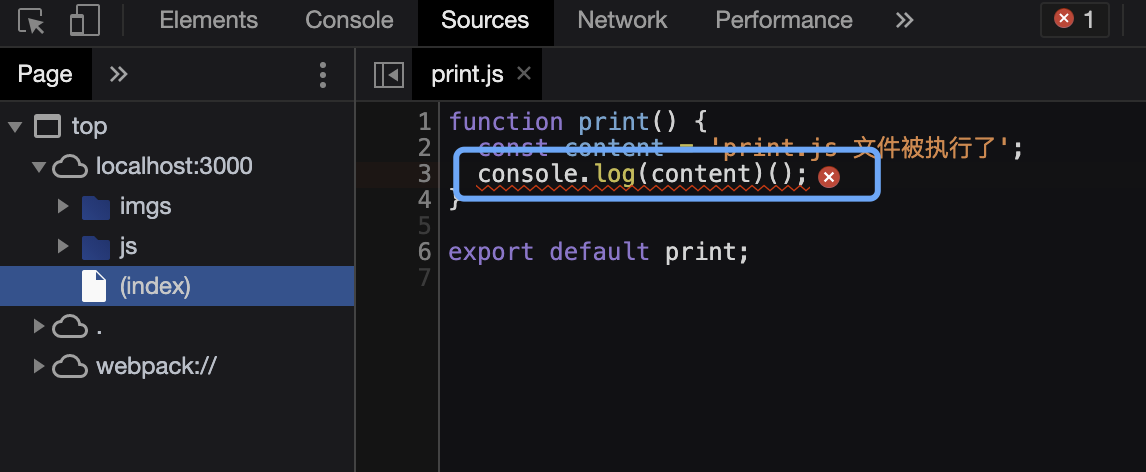 Elements Console Sources Network Performance » 1
Page » print.js ×
top
localhost:3000
imgs
js
(index)
.
webpack://
1 function print() {
2 const content = 'print.js 文件被执行了';
3 console.log(content)();
4 }
5
6 export default print;
7